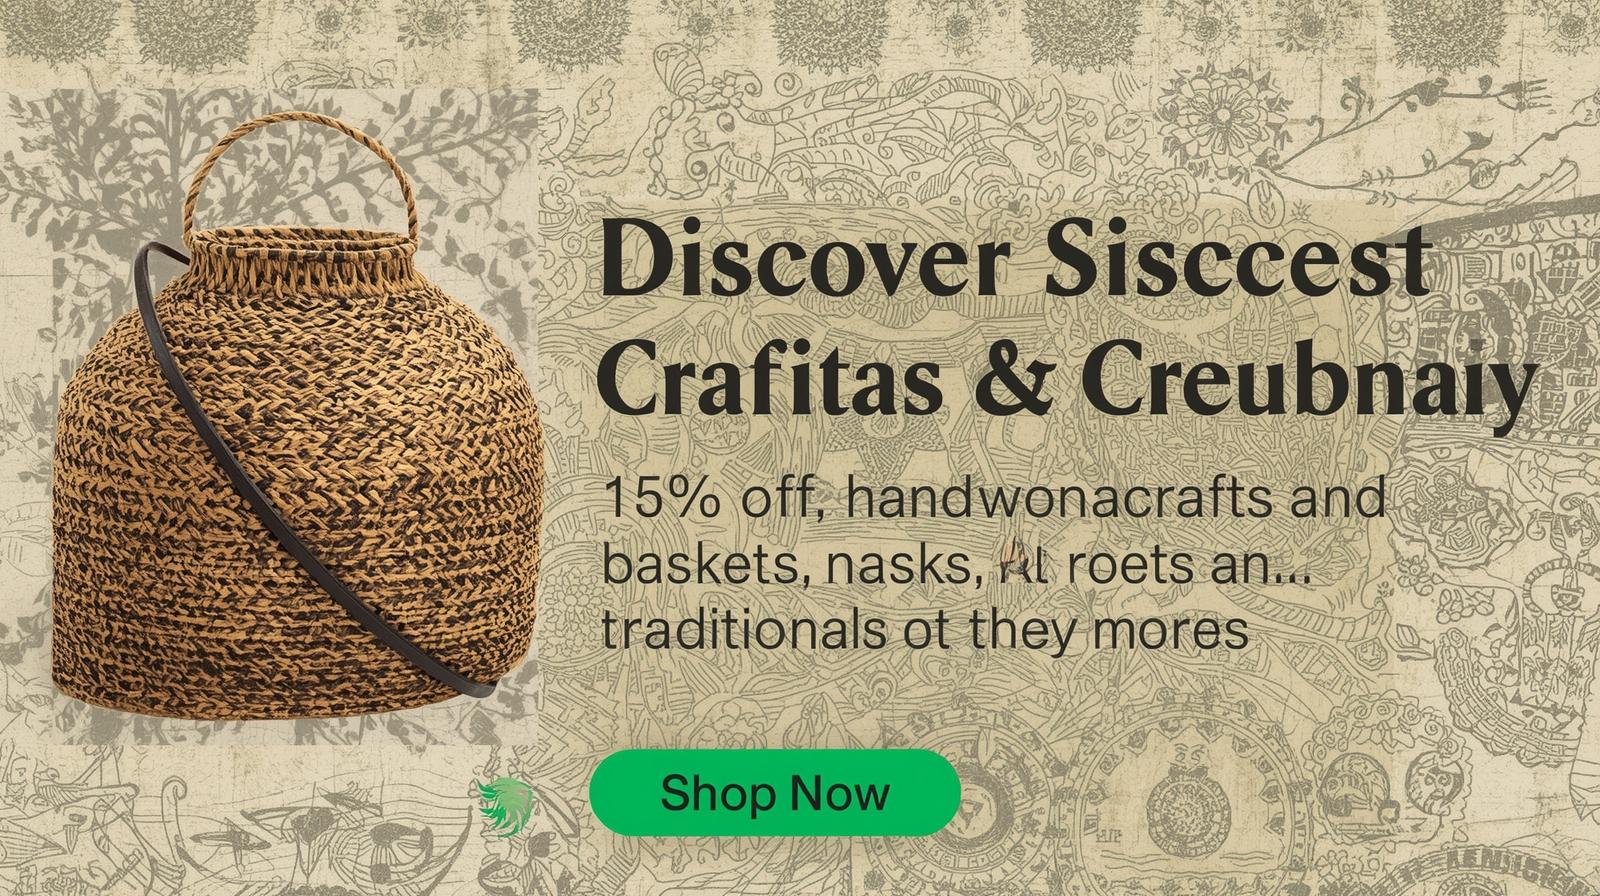 Discover Sisccest
Crafitas & Creubnaiy
15% off, handwonacrafts and
baskets, nasks, roets an...
traditionals ot they mores
Shop Now